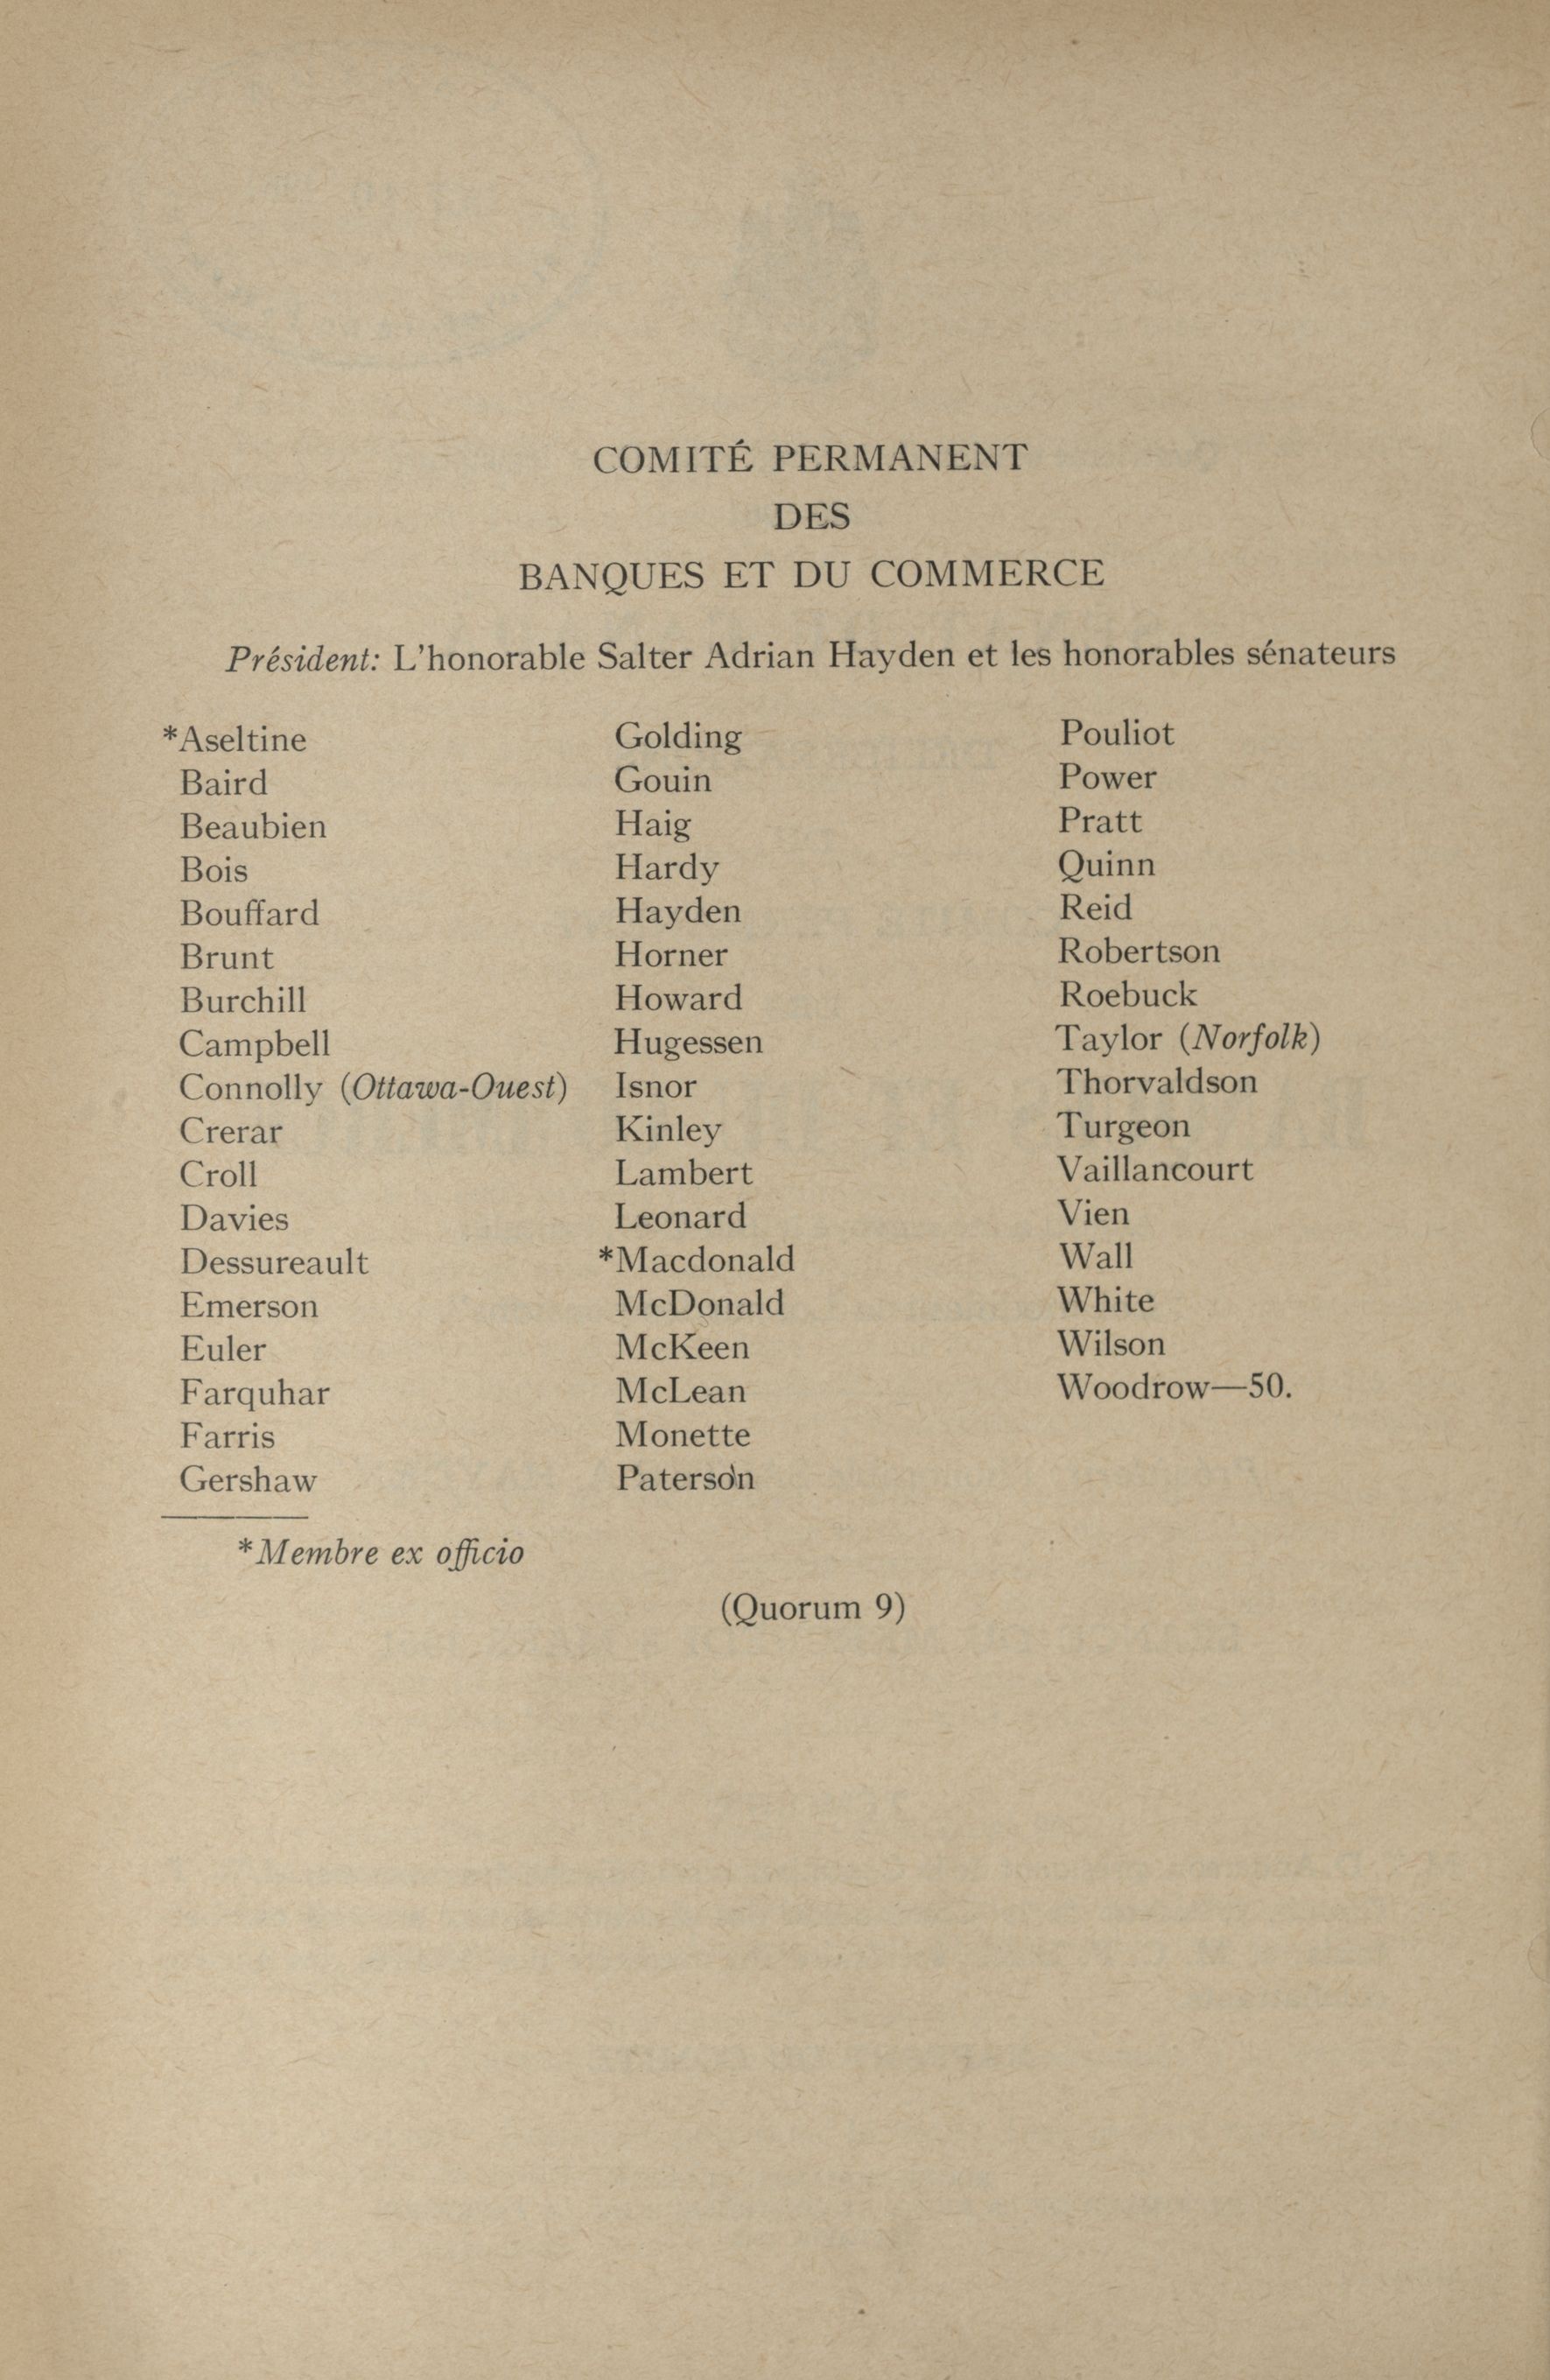 COMITÉ PERMANENT
DES
BANQUES ET DU COMMERCE
Président: L'honorable Salter Adrian Hayden et les honorables sénateurs
*Aseltine
Baird
Beaubien
Bois
Bouffard
Brunt
Burchill
Campbell
Connolly (Ottawa-Ouest)
Crerar
Croll
Davies
Dessureault
Emerson
Euler
Farquhar
Farris
Gershaw
Golding
Gouin
Haig
Hardy
Hayden
Horner
Howard
Hugessen
Isnor
Kinley
Lambert
Leonard
*Macdonald
McDonald
McKeen
McLean
Monette
Paterson
Pouliot
Power
Pratt
Quinn
Reid
Robertson
Roebuck
Taylor (Norfolk)
Thorvaldson
Turgeon
Vaillancourt
Vien
Wall
White
Wilson
Woodrow—50.
*Membre ex officio
(Quorum 9)